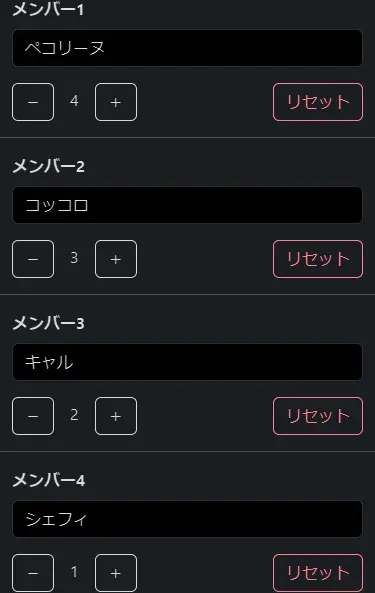 メンバー1
ペコリーヌ
− 4 + リセット
メンバー2
コッコロ
− 3 + リセット
メンバー3
キャル
− 2 + リセット
メンバー4
シェフィ
− 1 + リセット